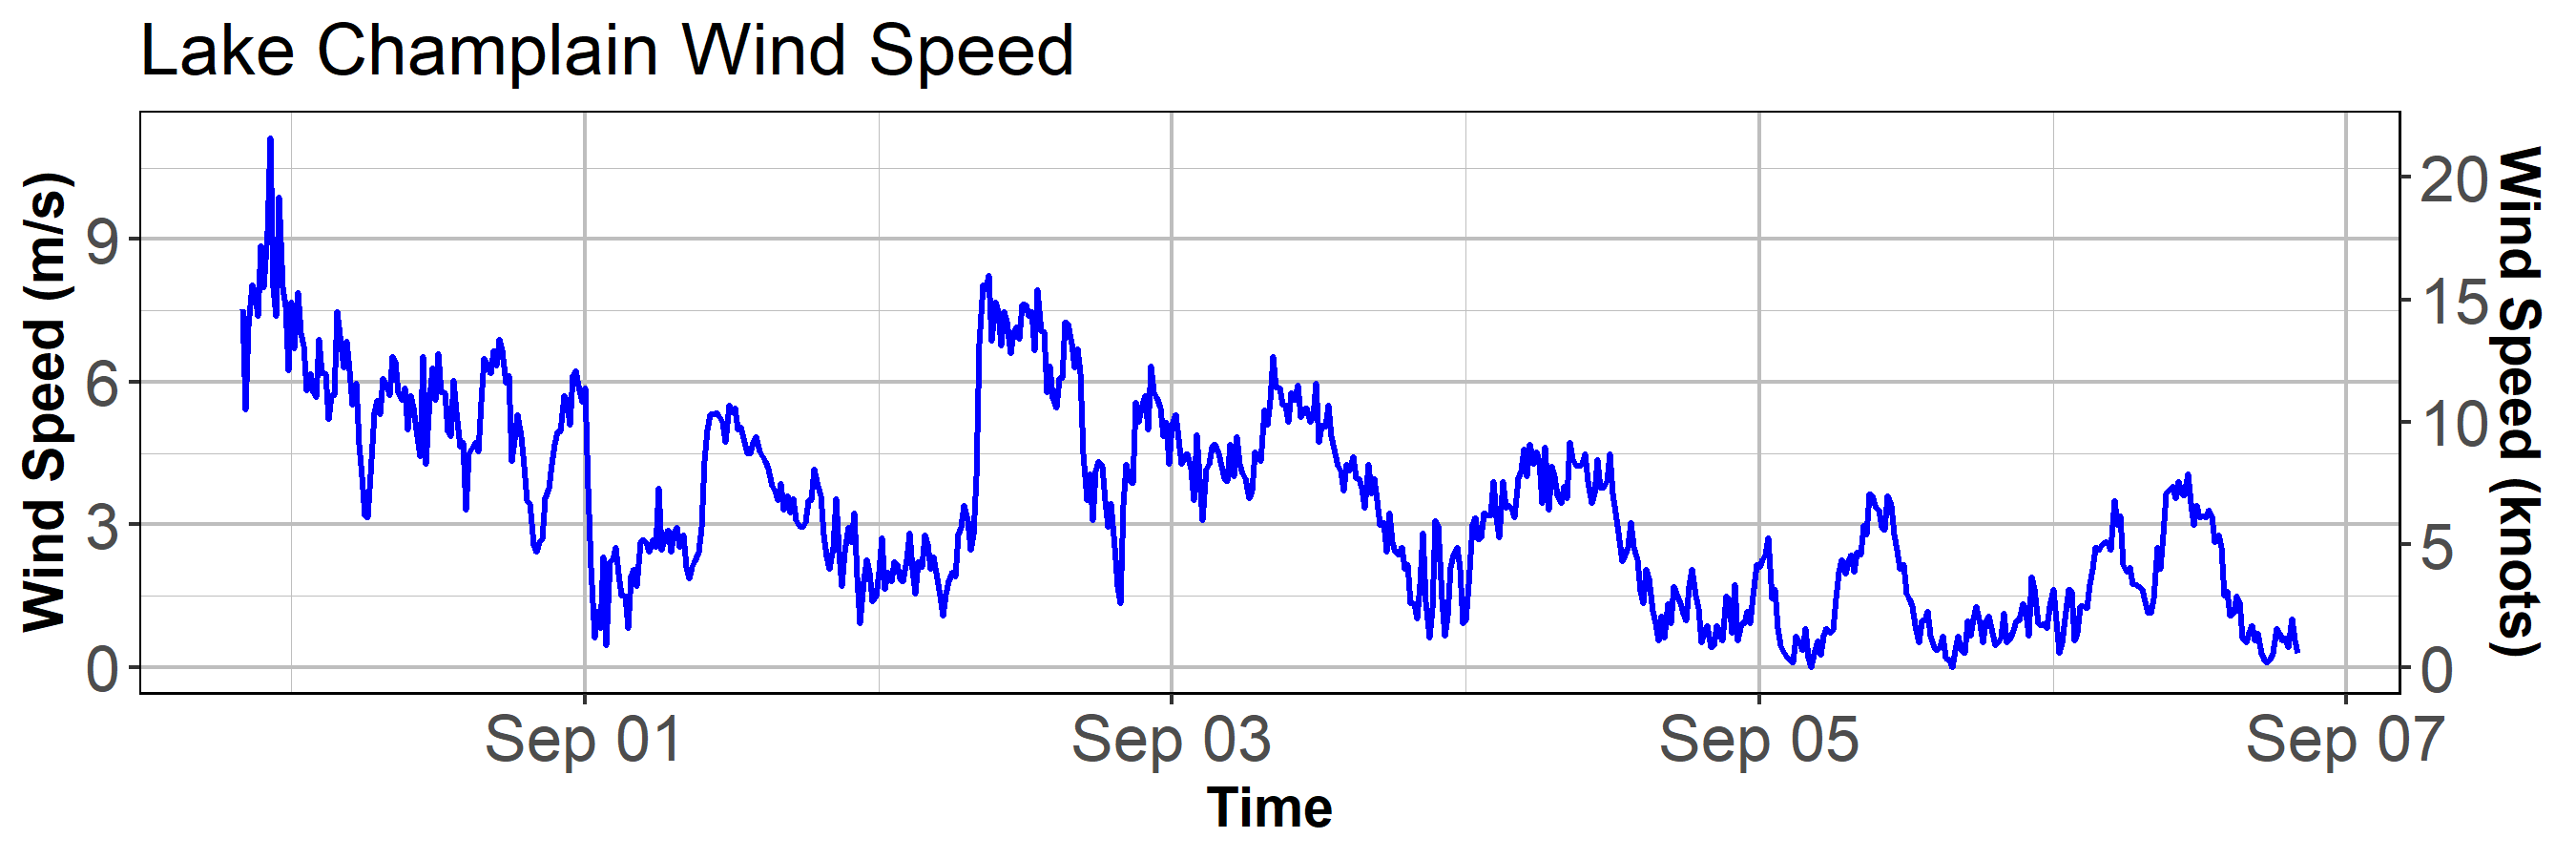 Lake Champlain Wind Speed
Wind Speed (m/s)
9
6
3
0
20
15
10
5
0
Wind Speed (knots)
Sep 01 Sep 03 Sep 05 Sep 07
Time